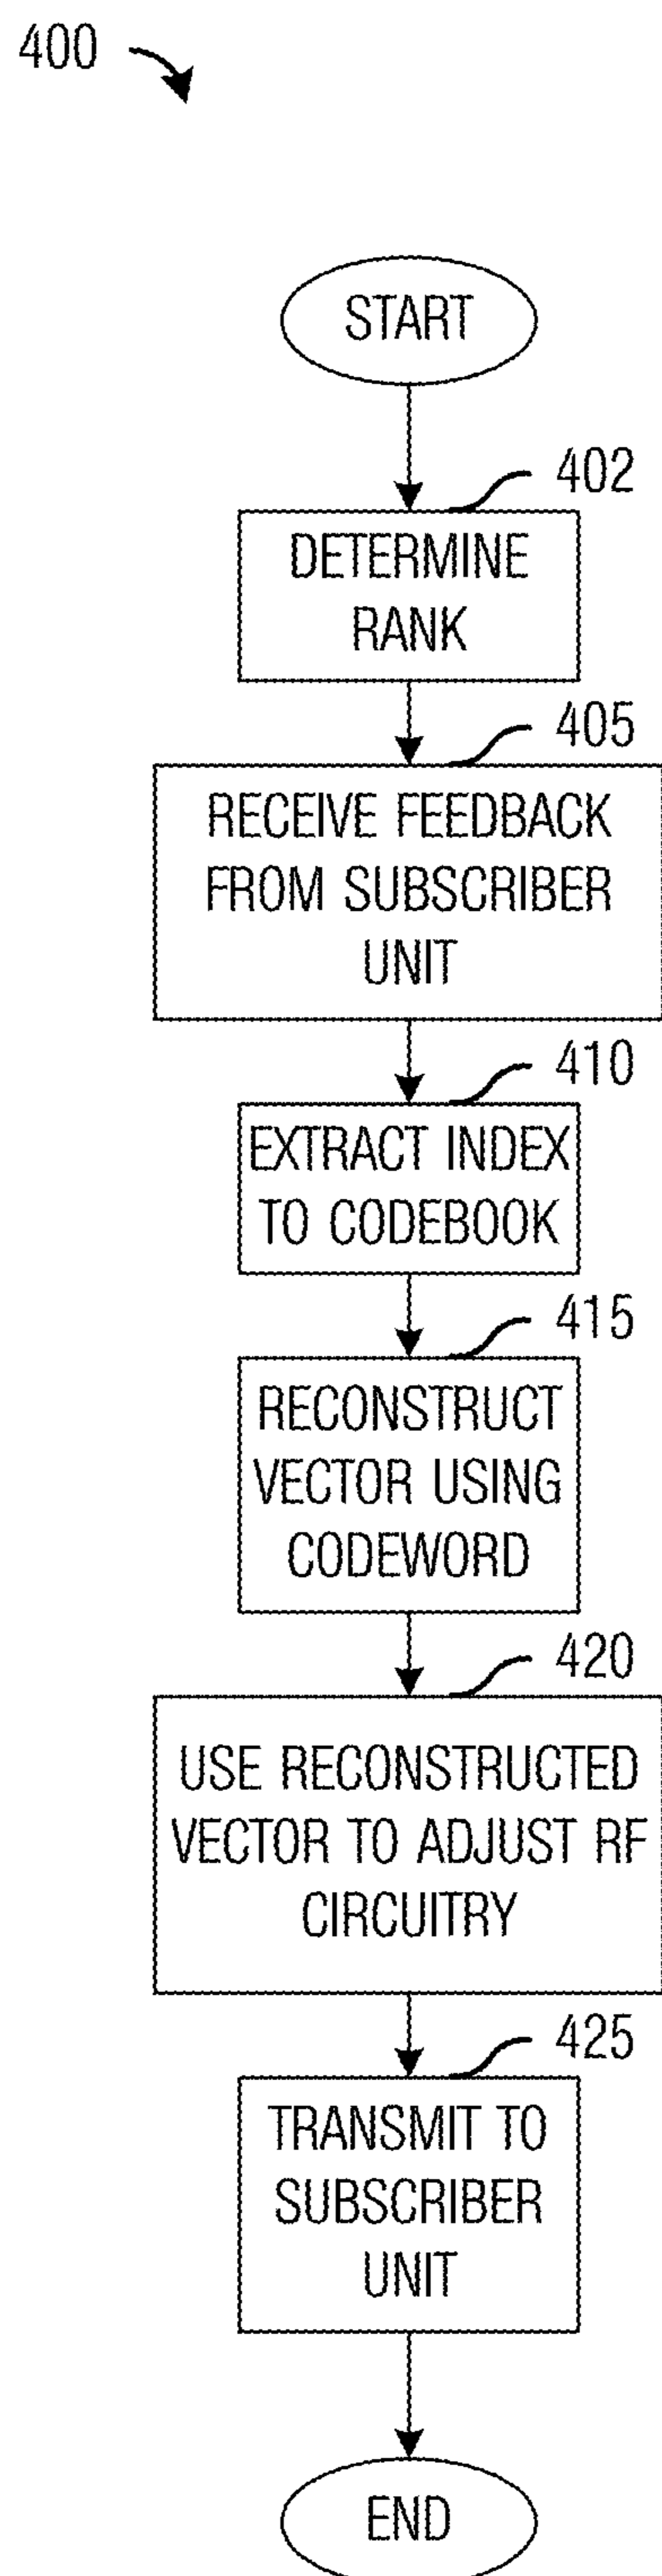 400
START
402
DETERMINE
RANK
405
RECEIVE FEEDBACK
FROM SUBSCRIBER
UNIT
410
EXTRACT INDEX
TO CODEBOOK
415
RECONSTRUCT
VECTOR USING
CODEWORD
420
USE RECONSTRUCTED
VECTOR TO ADJUST RF
CIRCUITRY
425
TRANSMIT TO
SUBSCRIBER
UNIT
END